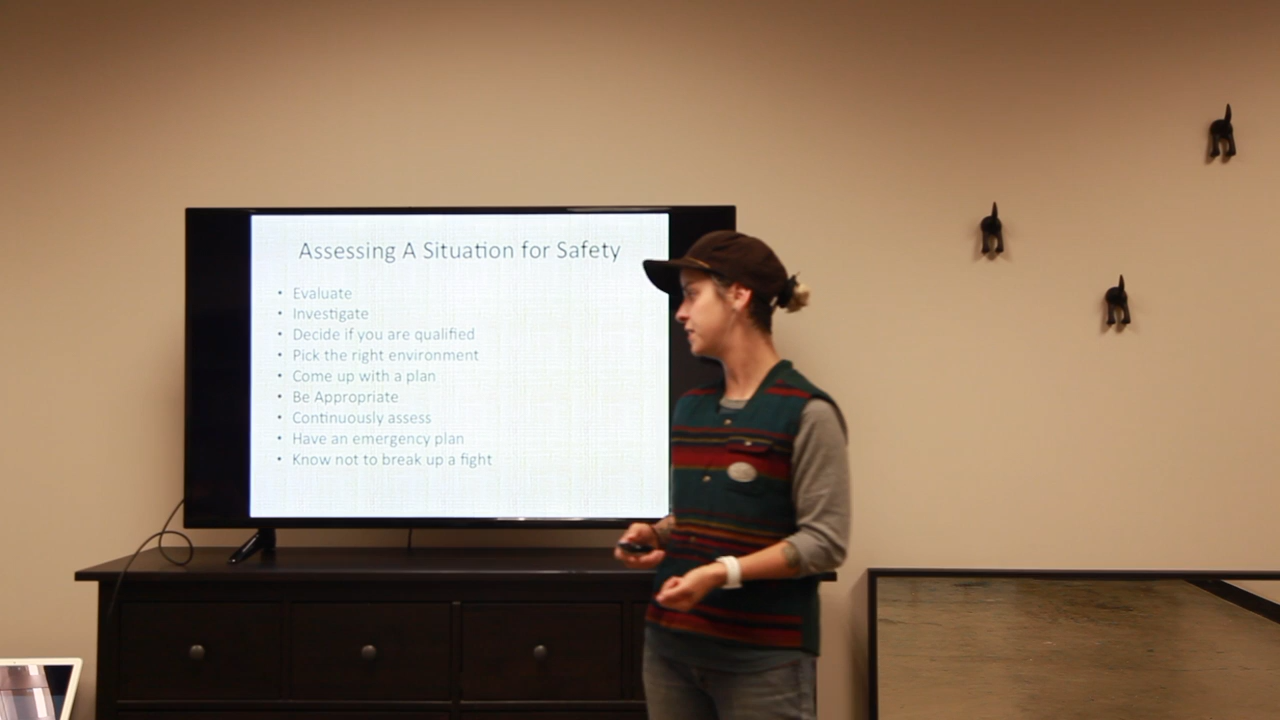 Assessing A Situation for Safety
• Evaluate
• Investigate
• Decide if you are qualified
• Pick the right environment
• Come up with a plan
• Be Appropriate
• Continuously assess
• Have an emergency plan
• Know not to break up a fight